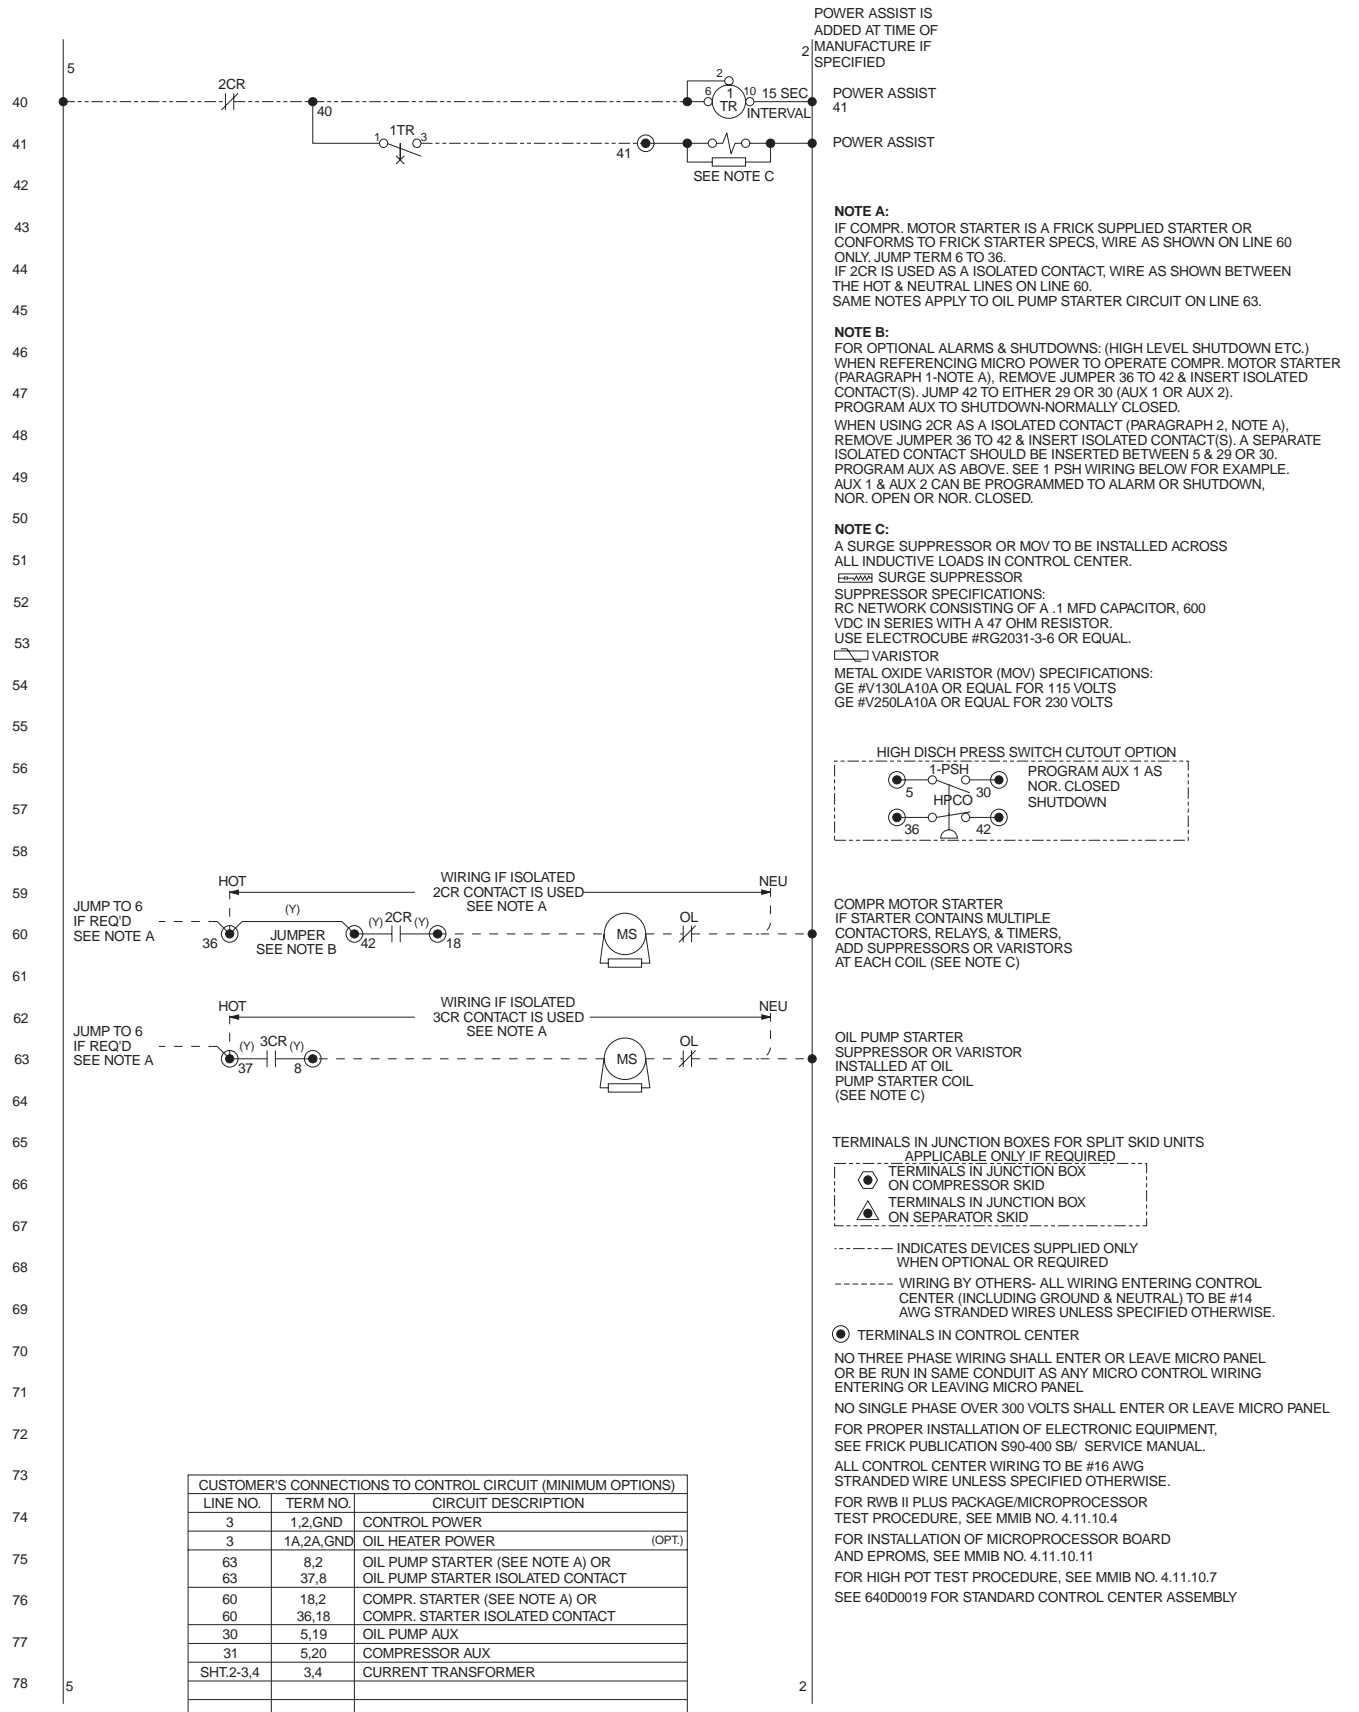 POWER ASSIST IS
ADDED AT TIME OF
MANUFACTURE IF
SPECIFIED
5
2
40
2CR
40
2
6
1
TR
10
15 SEC
INTERVAL
POWER ASSIST
41
41
1
1TR
3
41
SEE NOTE C
POWER ASSIST
42
43
44
45
46
47
48
49
50
51
52
53
54
55
56
57
58
59
60
61
62
63
64
65
66
67
68
69
70
71
72
73
74
75
76
77
78
NOTE A:
IF COMPR. MOTOR STARTER IS A FRICK SUPPLIED STARTER OR
CONFORMS TO FRICK STARTER SPECS, WIRE AS SHOWN ON LINE 60
ONLY. JUMP TERM 6 TO 36.
IF 2CR IS USED AS A ISOLATED CONTACT, WIRE AS SHOWN BETWEEN
THE HOT & NEUTRAL LINES ON LINE 60.
SAME NOTES APPLY TO OIL PUMP STARTER CIRCUIT ON LINE 63.
NOTE B:
FOR OPTIONAL ALARMS & SHUTDOWNS: (HIGH LEVEL SHUTDOWN ETC.)
WHEN REFERENCING MICRO POWER TO OPERATE COMPR. MOTOR STARTER
(PARAGRAPH 1-NOTE A), REMOVE JUMPER 36 TO 42 & INSERT ISOLATED
CONTACT(S). JUMP 42 TO EITHER 29 OR 30 (AUX 1 OR AUX 2).
PROGRAM AUX TO SHUTDOWN-NORMALLY CLOSED.
WHEN USING 2CR AS A ISOLATED CONTACT (PARAGRAPH 2, NOTE A),
REMOVE JUMPER 36 TO 42 & INSERT ISOLATED CONTACT(S). A SEPARATE
ISOLATED CONTACT SHOULD BE INSERTED BETWEEN 5 & 29 OR 30.
PROGRAM AUX AS ABOVE. SEE 1 PSH WIRING BELOW FOR EXAMPLE.
AUX 1 & AUX 2 CAN BE PROGRAMMED TO ALARM OR SHUTDOWN,
NOR. OPEN OR NOR. CLOSED.
NOTE C:
A SURGE SUPPRESSOR OR MOV TO BE INSTALLED ACROSS
ALL INDUCTIVE LOADS IN CONTROL CENTER.
SURGE SUPPRESSOR
SUPPRESSOR SPECIFICATIONS:
RC NETWORK CONSISTING OF A .1 MFD CAPACITOR, 600
VDC IN SERIES WITH A 47 OHM RESISTOR.
USE ELECTROCUBE #RG2031-3-6 OR EQUAL.
VARISTOR
METAL OXIDE VARISTOR (MOV) SPECIFICATIONS:
GE #V130LA10A OR EQUAL FOR 115 VOLTS
GE #V250LA10A OR EQUAL FOR 230 VOLTS
HIGH DISCH PRESS SWITCH CUTOUT OPTION
1-PSH
5
30
HPCO
36
42
PROGRAM AUX 1 AS
NOR. CLOSED
SHUTDOWN
HOT
WIRING IF ISOLATED
2CR CONTACT IS USED
SEE NOTE A
NEU
JUMP TO 6
IF REQ'D
SEE NOTE A
36
(Y)
JUMPER
SEE NOTE B
42
(Y)
2CR
(Y)
18
MS
OL
COMPR MOTOR STARTER
IF STARTER CONTAINS MULTIPLE
CONTACTORS, RELAYS, & TIMERS,
ADD SUPPRESSORS OR VARISTORS
AT EACH COIL (SEE NOTE C)
HOT
WIRING IF ISOLATED
3CR CONTACT IS USED
SEE NOTE A
NEU
JUMP TO 6
IF REQ'D
SEE NOTE A
37
(Y)
3CR
(Y)
8
MS
OL
OIL PUMP STARTER
SUPPRESSOR OR VARISTOR
INSTALLED AT OIL
PUMP STARTER COIL
(SEE NOTE C)
TERMINALS IN JUNCTION BOXES FOR SPLIT SKID UNITS
APPLICABLE ONLY IF REQUIRED
TERMINALS IN JUNCTION BOX
ON COMPRESSOR SKID
TERMINALS IN JUNCTION BOX
ON SEPARATOR SKID
INDICATES DEVICES SUPPLIED ONLY
WHEN OPTIONAL OR REQUIRED
WIRING BY OTHERS- ALL WIRING ENTERING CONTROL
CENTER (INCLUDING GROUND & NEUTRAL) TO BE #14
AWG STRANDED WIRES UNLESS SPECIFIED OTHERWISE.
TERMINALS IN CONTROL CENTER
NO THREE PHASE WIRING SHALL ENTER OR LEAVE MICRO PANEL
OR BE RUN IN SAME CONDUIT AS ANY MICRO CONTROL WIRING
ENTERING OR LEAVING MICRO PANEL
NO SINGLE PHASE OVER 300 VOLTS SHALL ENTER OR LEAVE MICRO PANEL
FOR PROPER INSTALLATION OF ELECTRONIC EQUIPMENT,
SEE FRICK PUBLICATION S90-400 SB/ SERVICE MANUAL.
ALL CONTROL CENTER WIRING TO BE #16 AWG
STRANDED WIRE UNLESS SPECIFIED OTHERWISE.
FOR RWB II PLUS PACKAGE/MICROPROCESSOR
TEST PROCEDURE, SEE MMIB NO. 4.11.10.4
FOR INSTALLATION OF MICROPROCESSOR BOARD
AND EPROMS, SEE MMIB NO. 4.11.10.11
FOR HIGH POT TEST PROCEDURE, SEE MMIB NO. 4.11.10.7
SEE 640D0019 FOR STANDARD CONTROL CENTER ASSEMBLY
CUSTOMER'S CONNECTIONS TO CONTROL CIRCUIT (MINIMUM OPTIONS)
LINE NO. TERM NO. CIRCUIT DESCRIPTION
3 1,2,GND CONTROL POWER
3 1A,2A,GND OIL HEATER POWER (OPT.)
63 8,2 OIL PUMP STARTER (SEE NOTE A) OR
63 37,8 OIL PUMP STARTER ISOLATED CONTACT
60 18,2 COMPR. STARTER (SEE NOTE A) OR
60 36,18 COMPR. STARTER ISOLATED CONTACT
30 5,19 OIL PUMP AUX
31 5,20 COMPRESSOR AUX
SHT.2-3,4 3,4 CURRENT TRANSFORMER
5
2